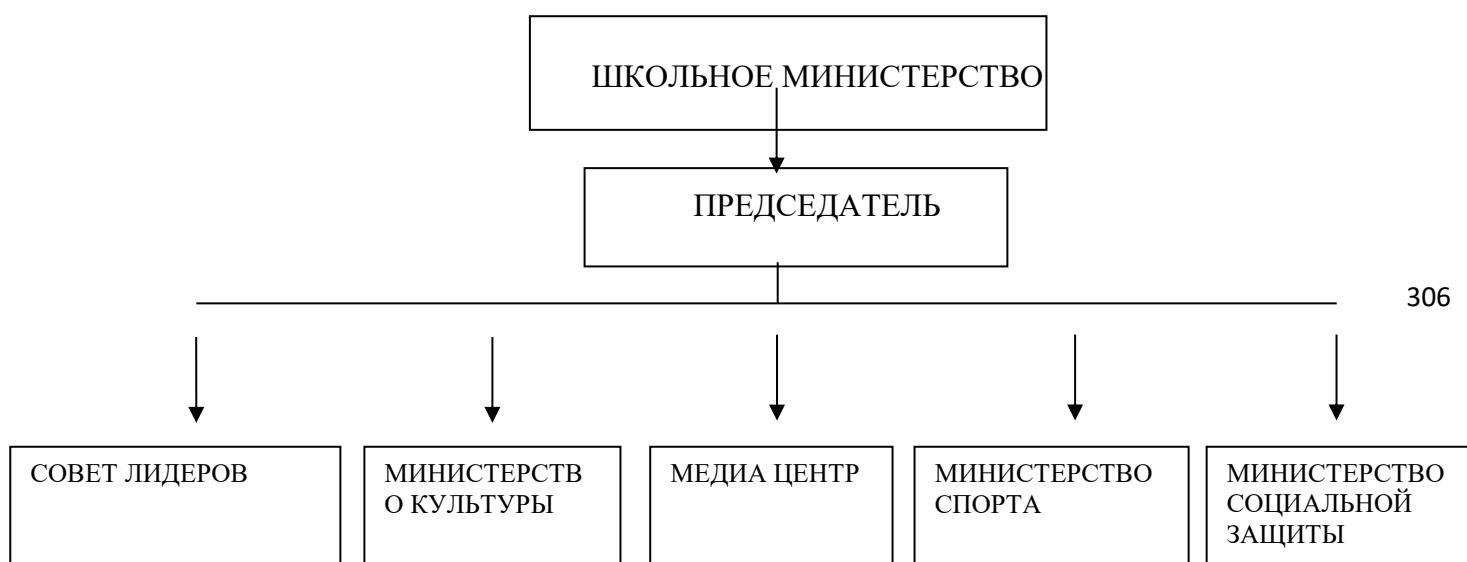 ШКОЛЬНОЕ МИНИСТЕРСТВО
ПРЕДСЕДАТЕЛЬ
306
СОВЕТ ЛИДЕРОВ
МИНИСТЕРСТВ
О КУЛЬТУРЫ
МЕДИА ЦЕНТР
МИНИСТЕРСТВО
СПОРТА
МИНИСТЕРСТВО
СОЦИАЛЬНОЙ
ЗАЩИТЫ